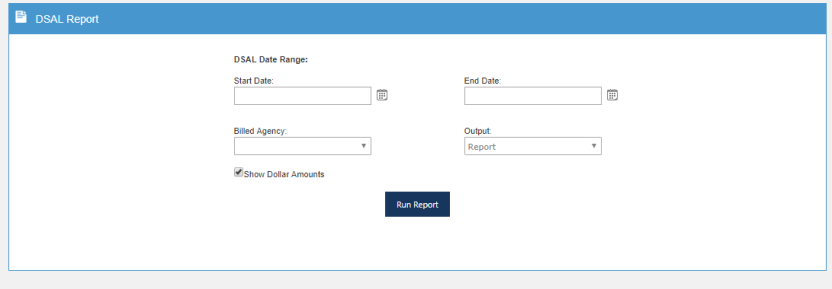 DSAL Report
DSAL Date Range:
Start Date: End Date:
Billed Agency: Output:
Report
Show Dollar Amounts
Run Report